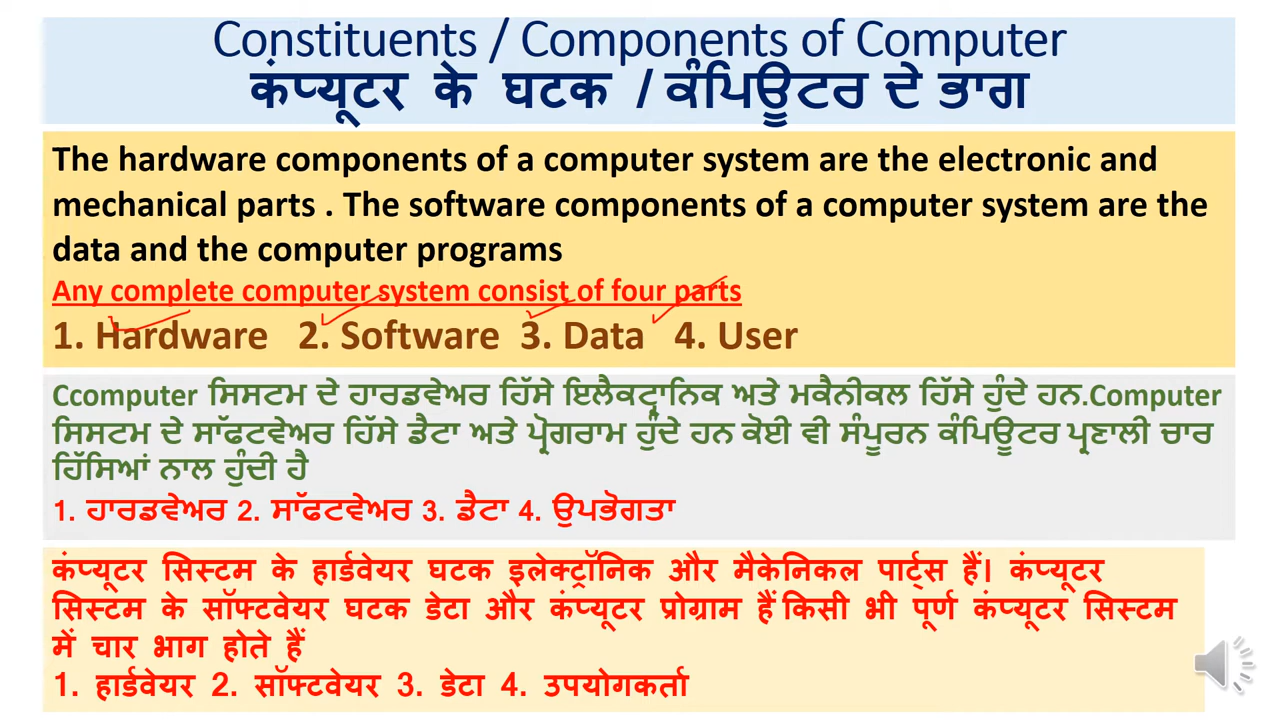 Constituents / Components of Computer
कंप्यूटर के घटक / ਕੰਪਿਊਟਰ ਦੇ ਭਾਗ
The hardware components of a computer system are the electronic and
mechanical parts . The software components of a computer system are the
data and the computer programs
Any complete computer system consist of four parts
1. Hardware 2. Software 3. Data 4. User
Ccomputer ਸਿਸਟਮ ਦੇ ਹਾਰਡਵੇਅਰ ਹਿੱਸੇ ਇਲੈਕਟ੍ਰਾਨਿਕ ਅਤੇ ਮਕੈਨੀਕਲ ਹਿੱਸੇ ਹੁੰਦੇ ਹਨ.Computer
ਸਿਸਟਮ ਦੇ ਸਾੱਫਟਵੇਅਰ ਹਿੱਸੇ ਡੈਟਾ ਅਤੇ ਪ੍ਰੋਗਰਾਮ ਹੁੰਦੇ ਹਨ ਕੋਈ ਵੀ ਸੰਪੂਰਨ ਕੰਪਿਊਟਰ ਪ੍ਰਣਾਲੀ ਚਾਰ
ਹਿੱਸਿਆਂ ਨਾਲ ਹੁੰਦੀ ਹੈ
1. ਹਾਰਡਵੇਅਰ 2. ਸਾੱਫਟਵੇਅਰ 3. ਡੈਟਾ 4. ਉਪਭੋਗਤਾ
कंप्यूटर सिस्टम के हार्डवेयर घटक इलेक्ट्रॉनिक और मैकेनिकल पार्ट्स हैं। कंप्यूटर
सिस्टम के सॉफ्टवेयर घटक डेटा और कंप्यूटर प्रोग्राम हैं किसी भी पूर्ण कंप्यूटर सिस्टम
में चार भाग होते हैं
1. हार्डवेयर 2. सॉफ्टवेयर 3. डेटा 4. उपयोगकर्ता